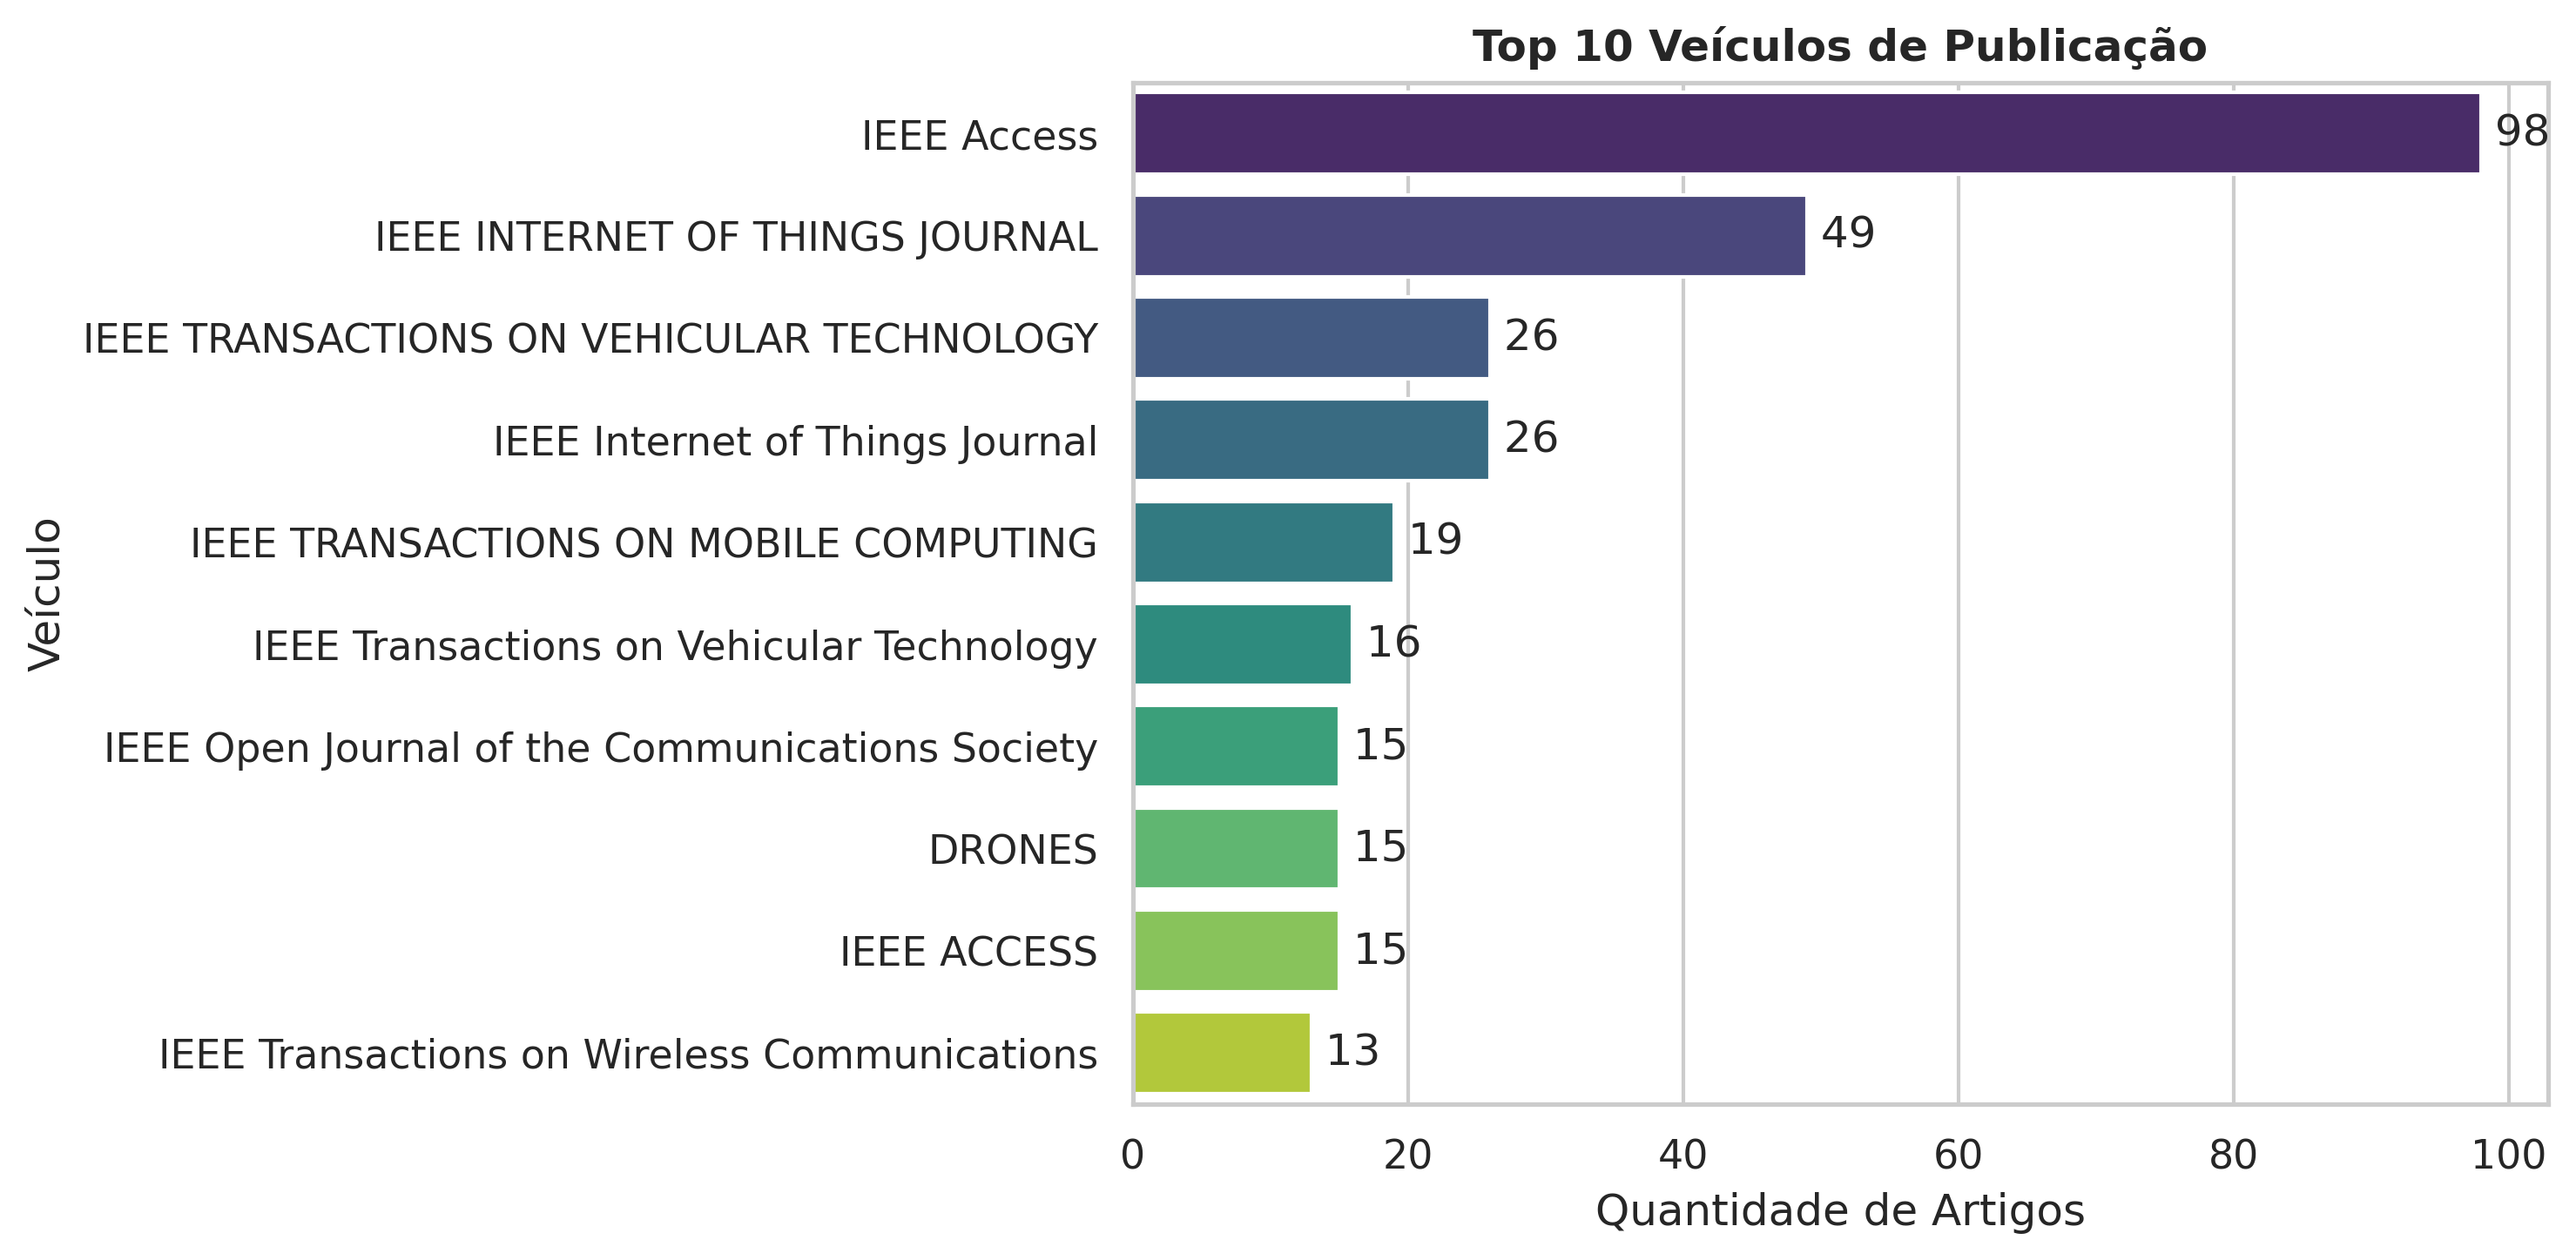 Top 10 Veículos de Publicação
IEEE Access 98
IEEE INTERNET OF THINGS JOURNAL 49
IEEE TRANSACTIONS ON VEHICULAR TECHNOLOGY 26
IEEE Internet of Things Journal 26
IEEE TRANSACTIONS ON MOBILE COMPUTING 19
IEEE Transactions on Vehicular Technology 16
IEEE Open Journal of the Communications Society 15
DRONES 15
IEEE ACCESS 15
IEEE Transactions on Wireless Communications 13
Veículo
0 20 40 60 80 100
Quantidade de Artigos